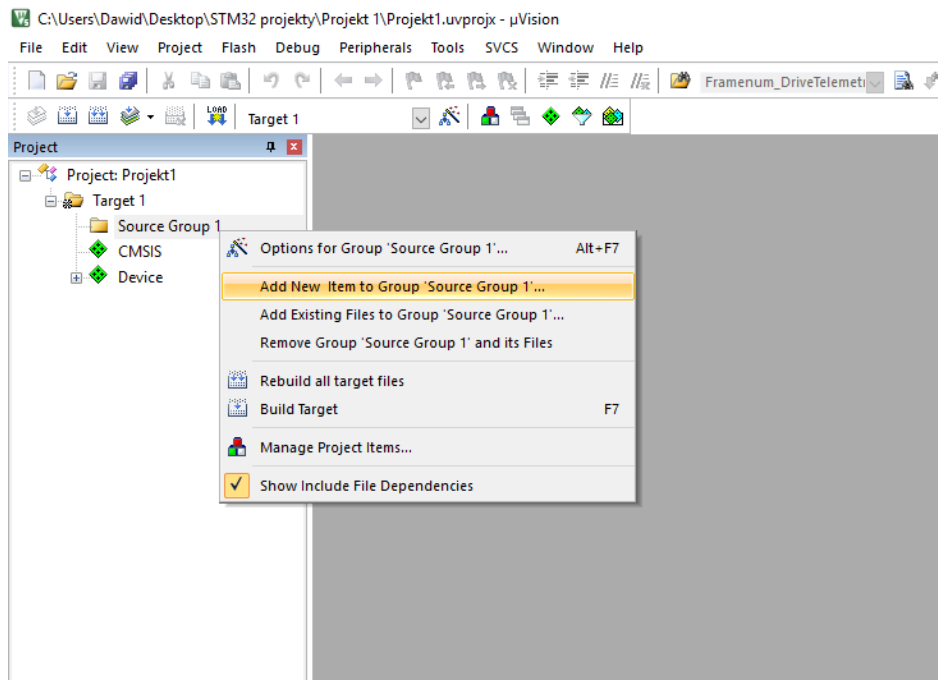 C:\Users\Dawid\Desktop\STM32 projekty\Projekt 1\Projekt1.uvprojx - µVision
File Edit View Project Flash Debug Peripherals Tools SVCS Window Help
Framenum_DriveTelemet
LOAD Target 1
Project
Project: Projekt1
Target 1
Source Group 1
CMSIS
Device
Options for Group 'Source Group 1'... Alt+F7
Add New Item to Group 'Source Group 1'...
Add Existing Files to Group 'Source Group 1'...
Remove Group 'Source Group 1' and its Files
Rebuild all target files
Build Target F7
Manage Project Items...
Show Include File Dependencies